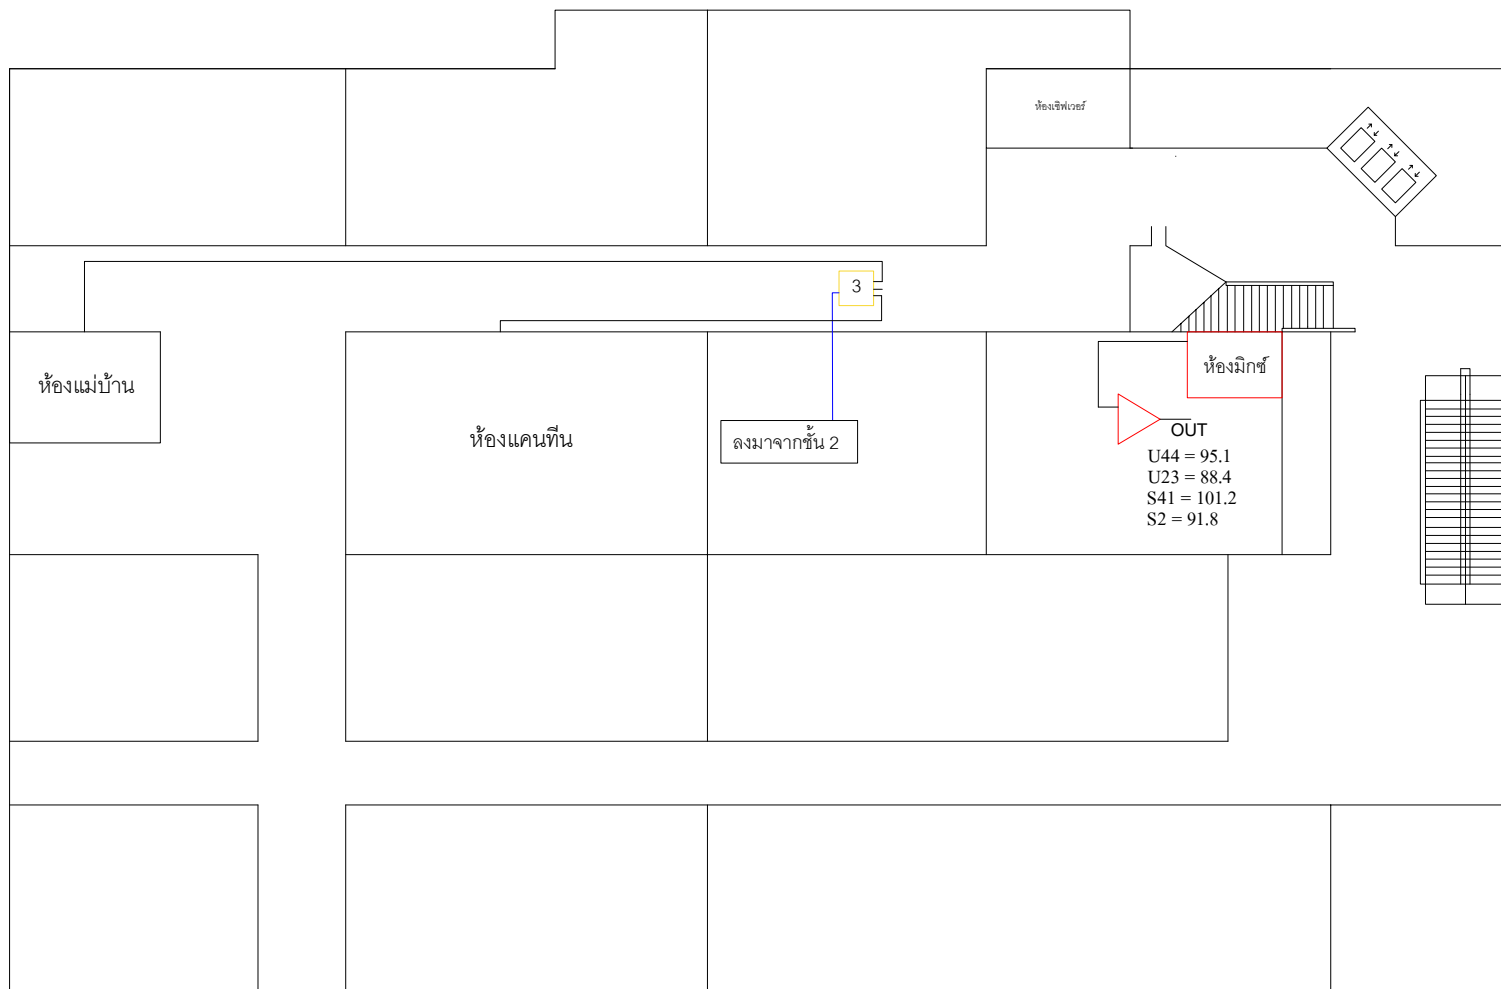 ห้องเซิฟเวอร์
3
ห้องแม่บ้าน
ห้องแคนทีน
ลงมาจากชั้น 2
ห้องมิกซ์
OUT
U44 = 95.1
U23 = 88.4
S41 = 101.2
S2 = 91.8